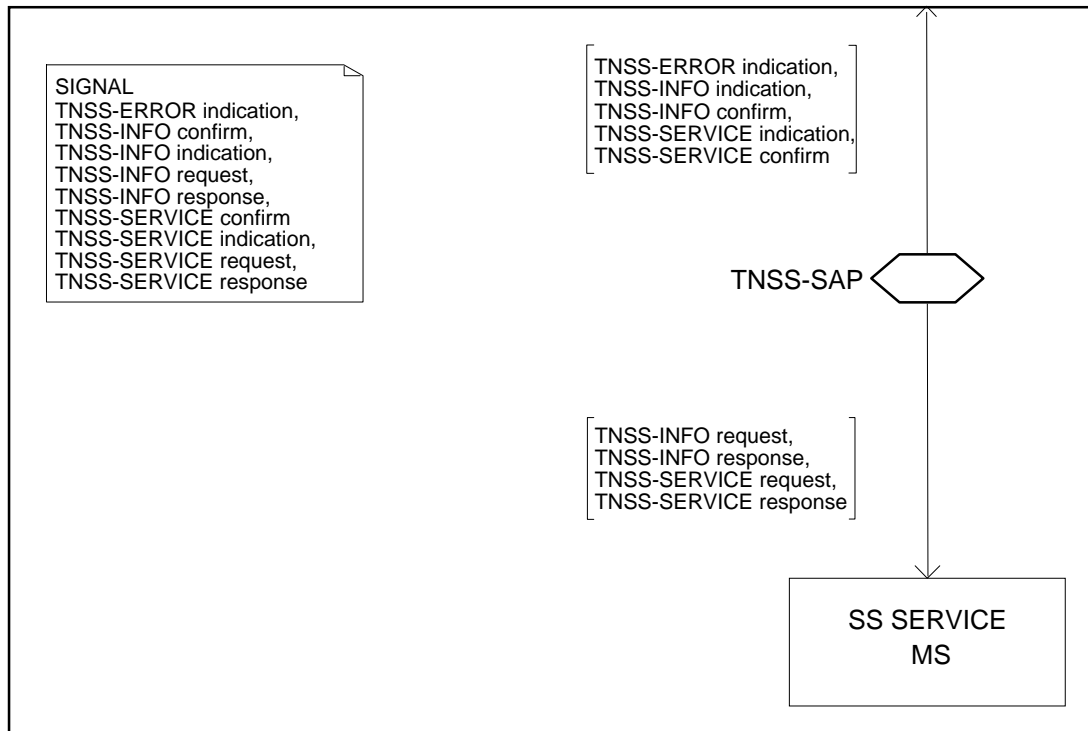 SIGNAL
TNSS-ERROR indication,
TNSS-INFO confirm,
TNSS-INFO indication,
TNSS-INFO request,
TNSS-INFO response,
TNSS-SERVICE confirm
TNSS-SERVICE indication,
TNSS-SERVICE request,
TNSS-SERVICE response
TNSS-ERROR indication,
TNSS-INFO indication,
TNSS-INFO confirm,
TNSS-SERVICE indication,
TNSS-SERVICE confirm
TNSS-SAP
TNSS-INFO request,
TNSS-INFO response,
TNSS-SERVICE request,
TNSS-SERVICE response
SS SERVICE
MS